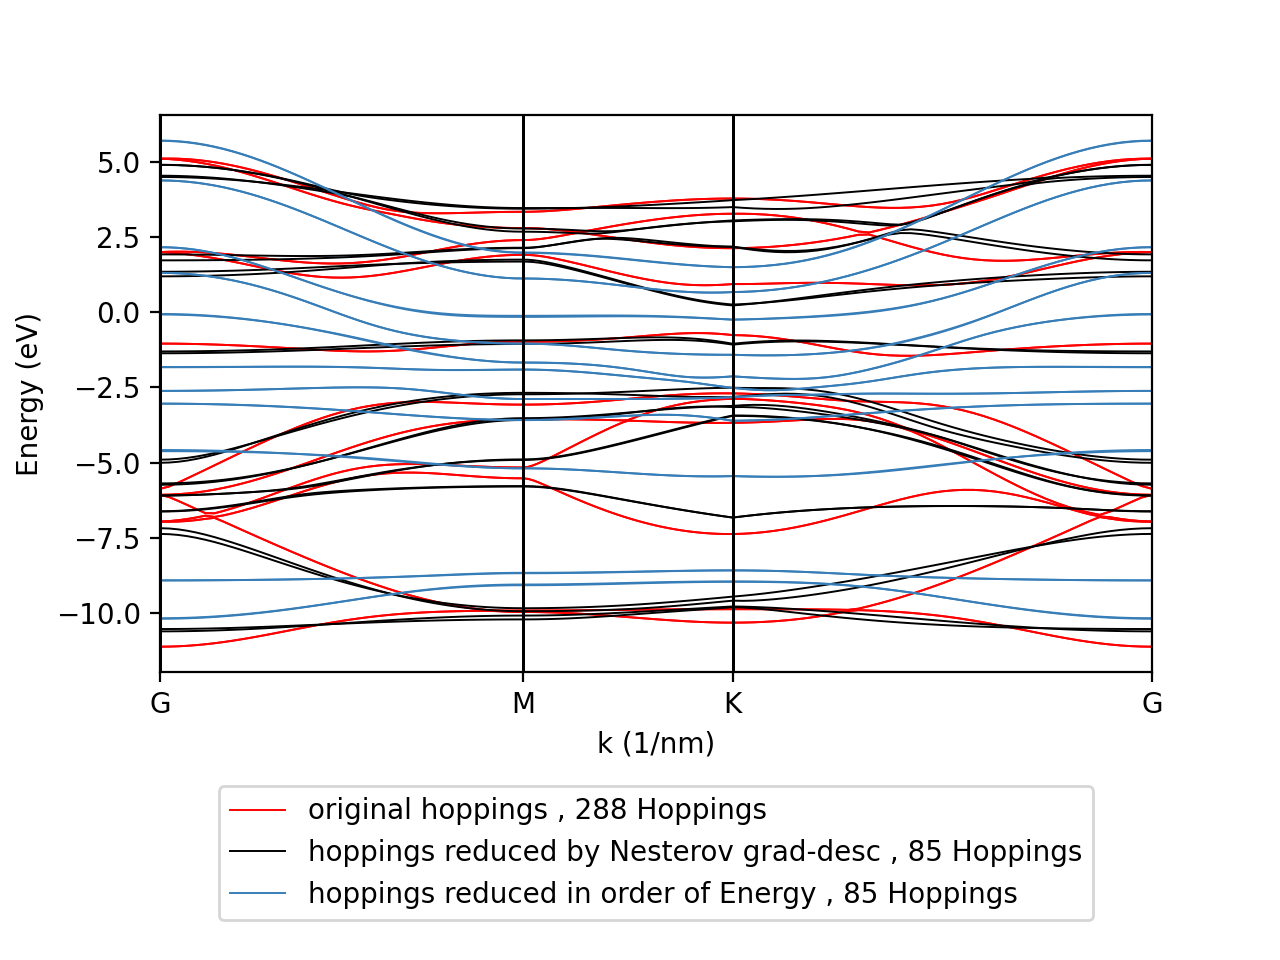 5.0
2.5
0.0
−2.5
−5.0
−7.5
−10.0
Energy (eV)
G M K G
k (1/nm)
original hoppings , 288 Hoppings
hoppings reduced by Nesterov grad-desc , 85 Hoppings
hoppings reduced in order of Energy , 85 Hoppings